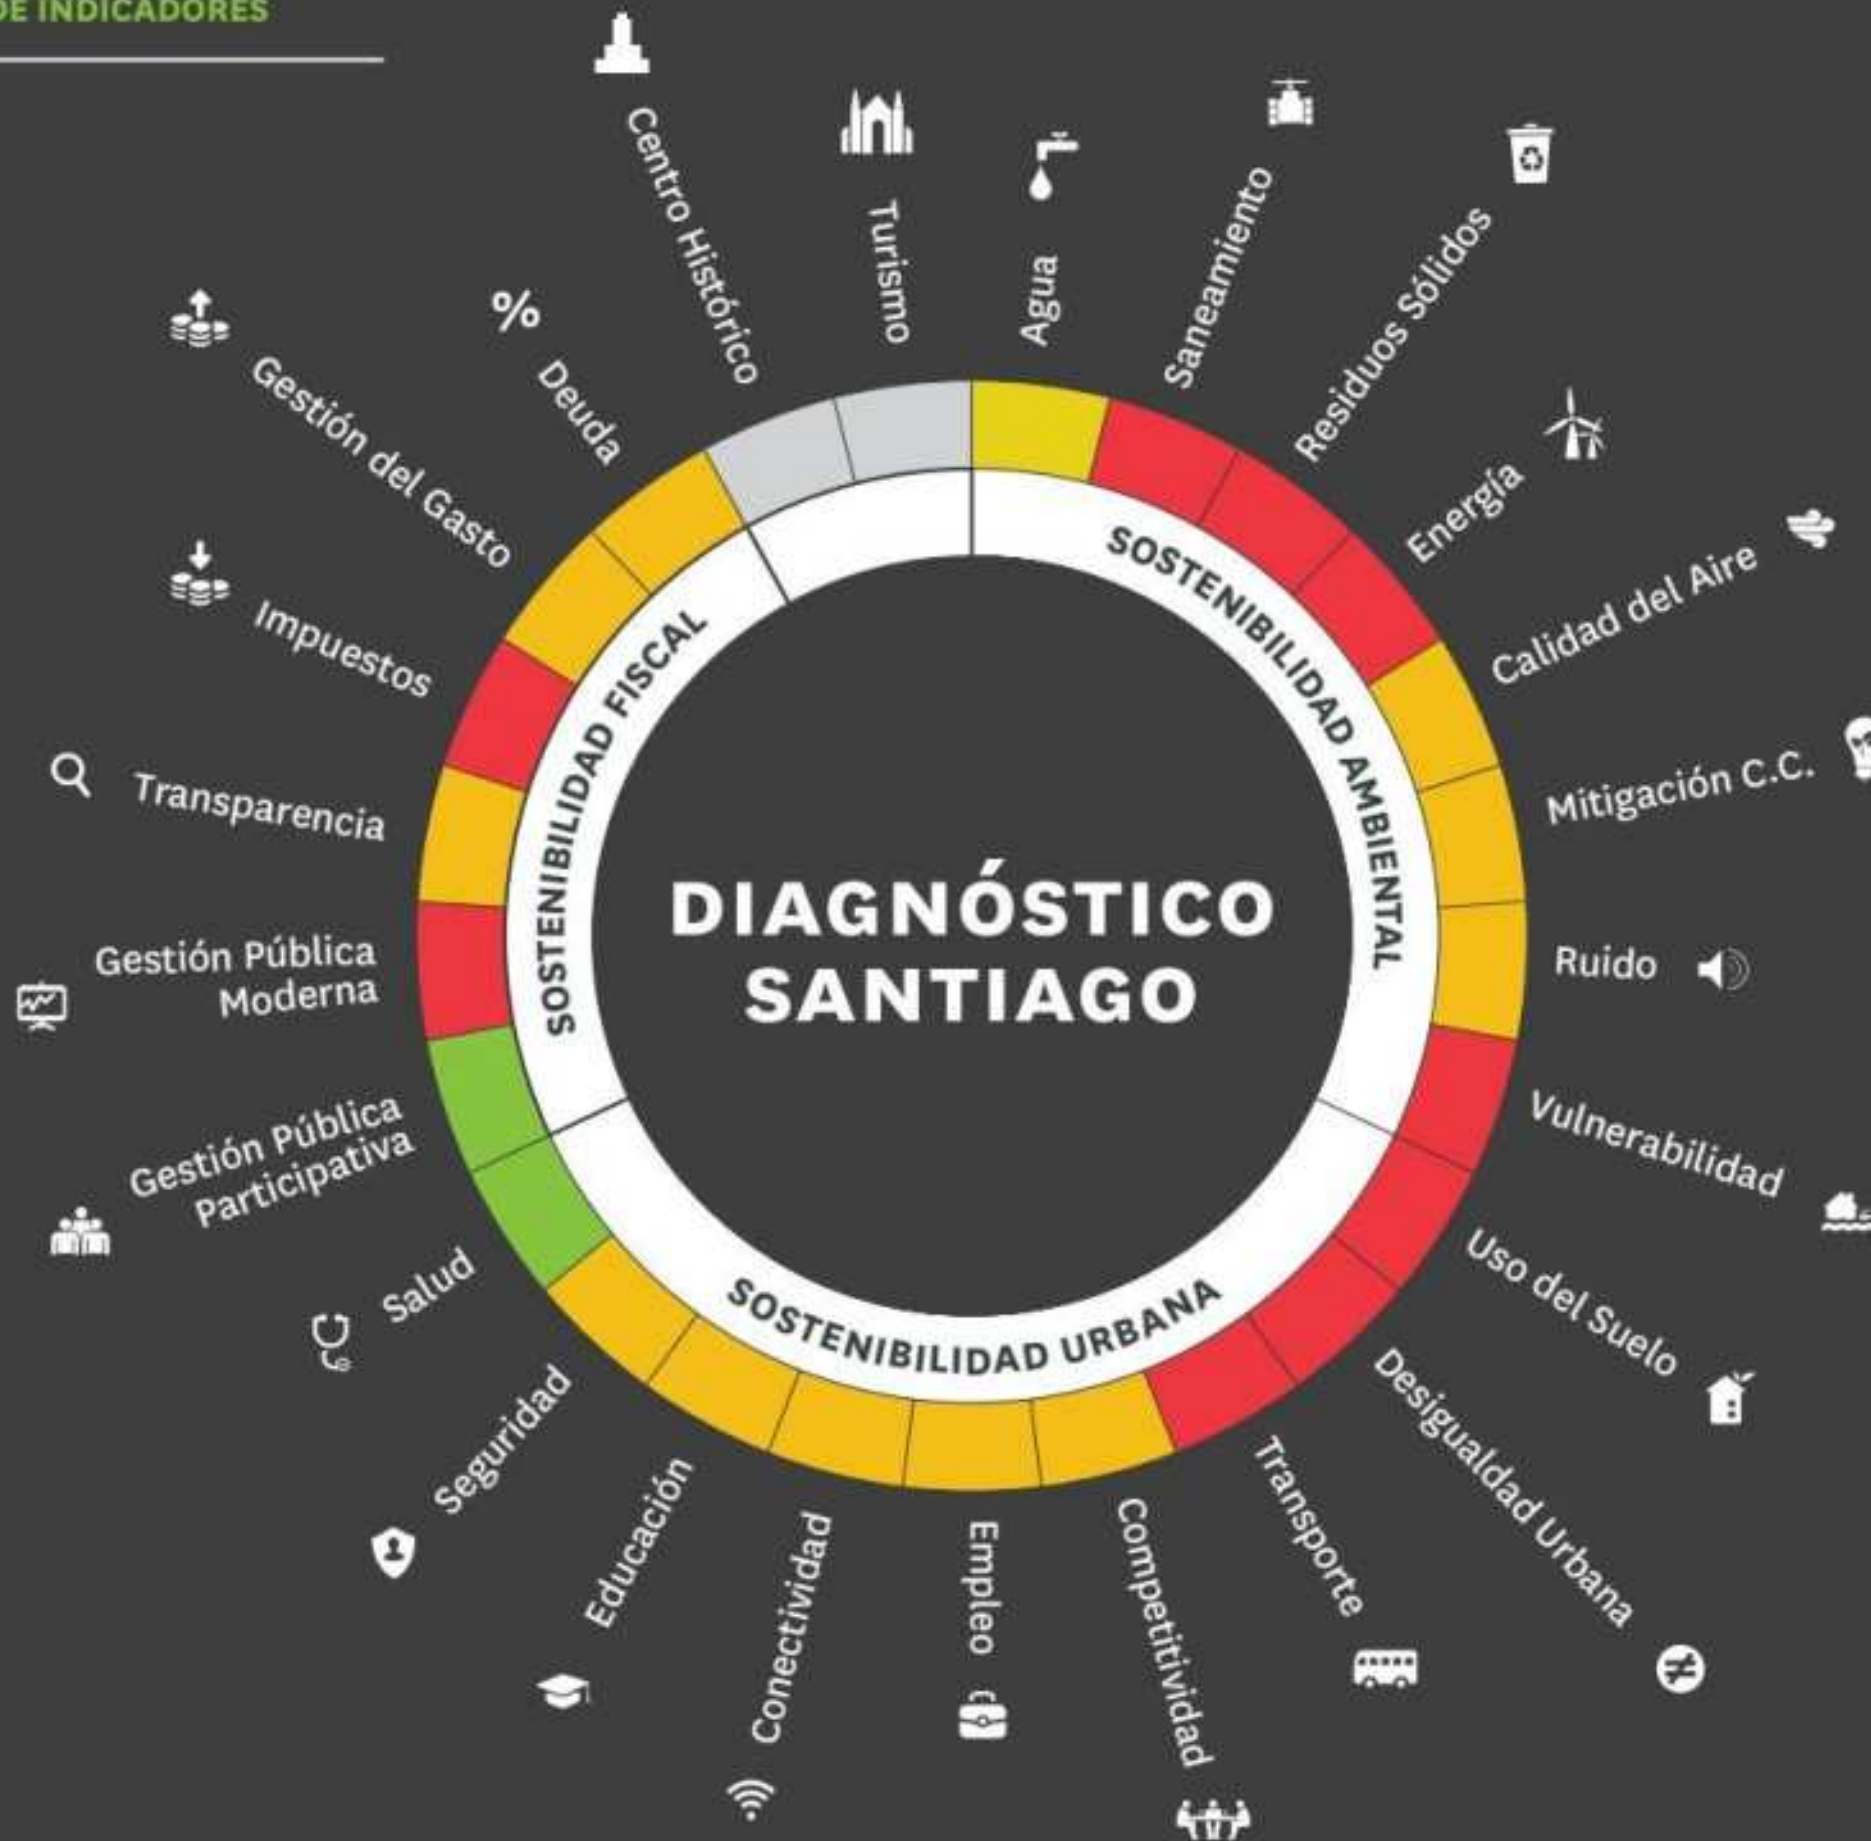 DE INDICADORES
Centro Histórico
Turismo
Agua
Saneamiento
Residuos Sólidos
Energía
Calidad del Aire
Mitigación C.C.
Ruido
Vulnerabilidad
Uso del Suelo
Desigualdad Urbana
Transporte
Competitividad
Empleo
Conectividad
Educación
Seguridad
Salud
Gestión Pública
Participativa
Gestión Pública
Moderna
Transparencia
Impuestos
Gestión del Gasto
Deuda
%
SOSTENIBILIDAD AMBIENTAL
SOSTENIBILIDAD URBANA
SOSTENIBILIDAD FISCAL
DIAGNÓSTICO
SANTIAGO